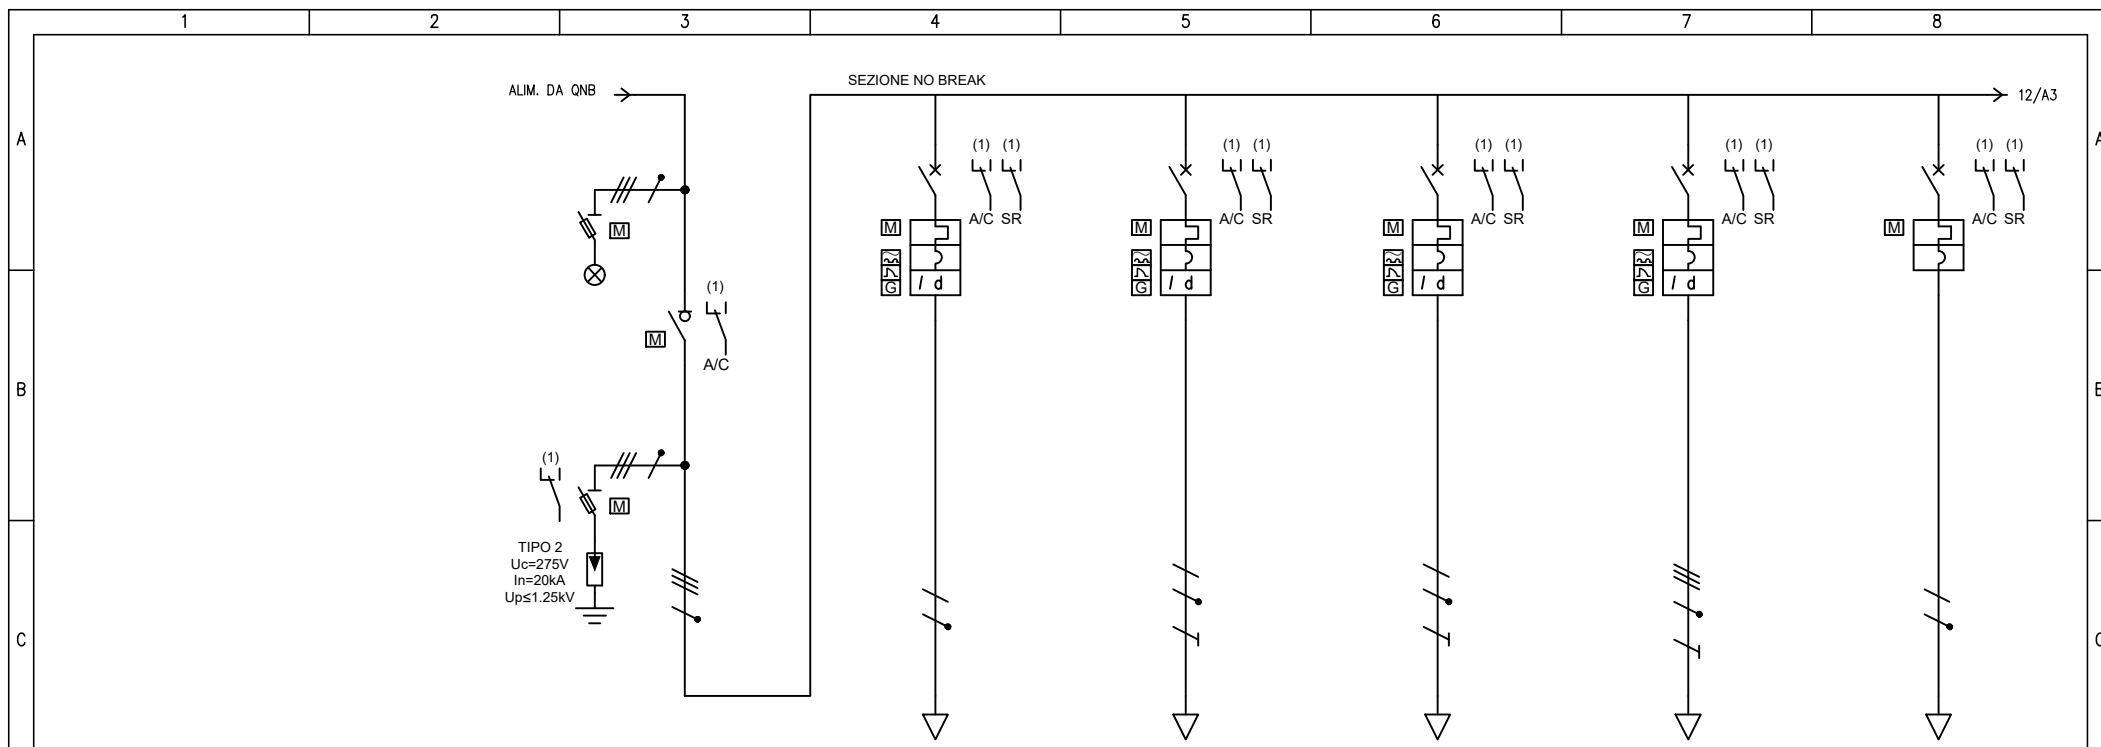 1 2 3 4 5 6 7 8
SEZIONE NO BREAK
ALIM. DA QNB
12/A3
A A
(1) (1) (1) (1) (1) (1) (1) (1) (1) (1)
A/C SR A/C SR A/C SR A/C SR A/C SR
M M M M M M
I d I d I d I d
G G G G
(1)
M
A/C
B B
(1)
M
TIPO 2
Uc=275V
In=20kA
Up≤1.25kV
C C